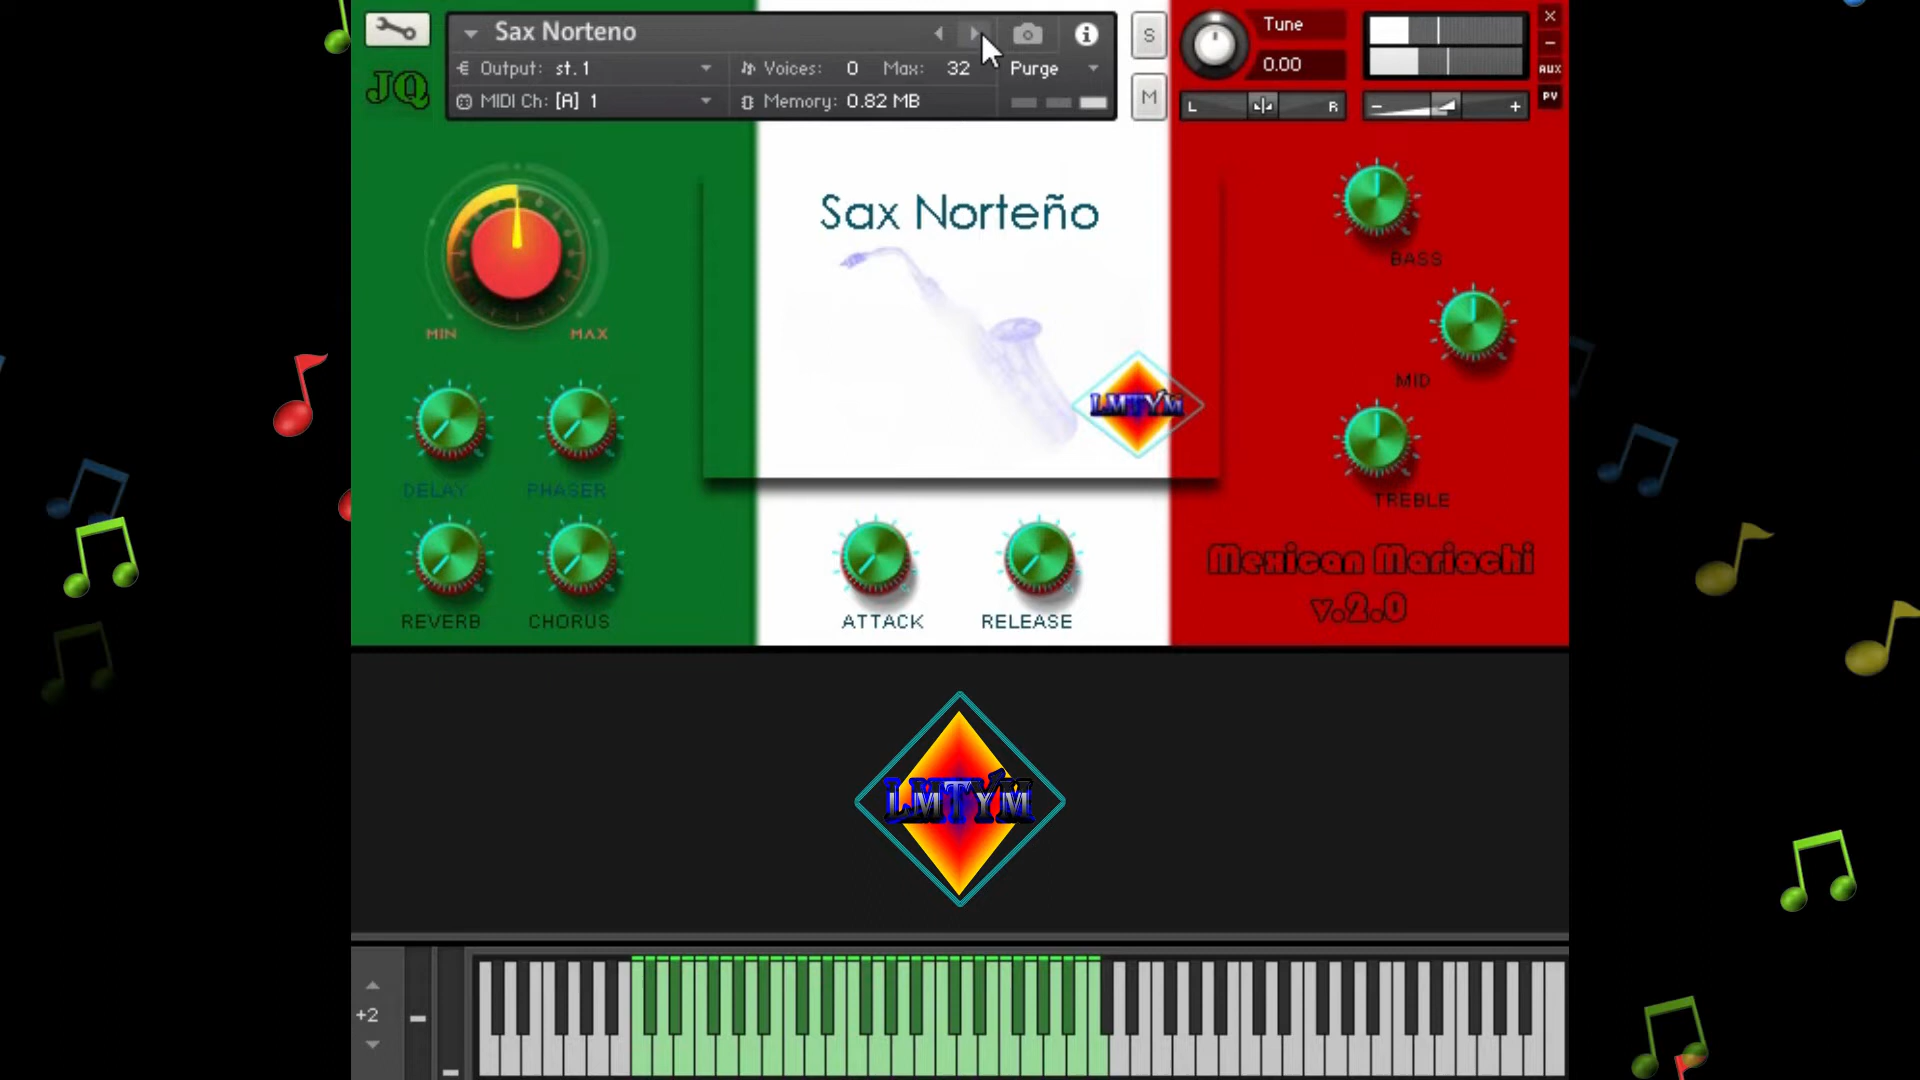 Sax Norteno
Output: st.1
Voices: 0 Max: 32
Purge
MIDI Ch: [A] 1
Memory: 0.82 MB
S
M
Tune
0.00
L R
- +
x
-
AUX
PV
JQ
Sax Norteño
LMTYM
MIN MAX
DELAY PHASER
REVERB CHORUS
ATTACK RELEASE
BASS
MID
TREBLE
Mexican Mariachi
v.2.0
LMTÝM
+2